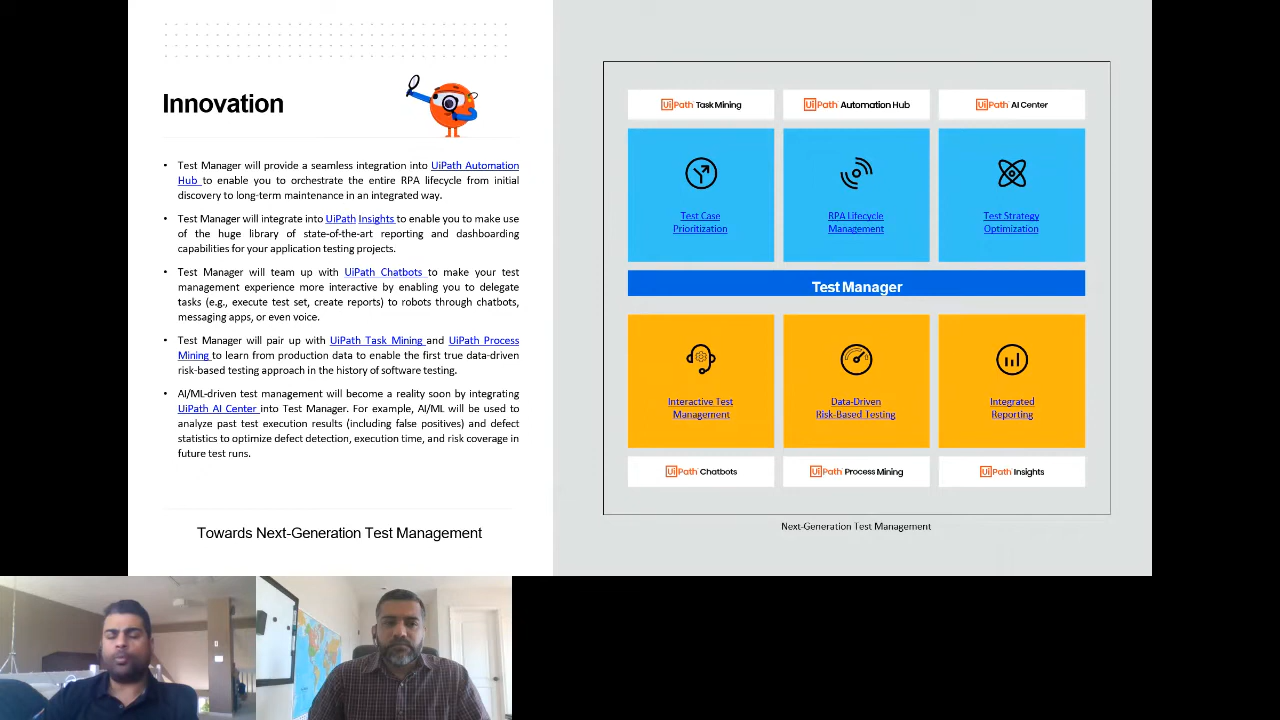 Innovation
• Test Manager will provide a seamless integration into UiPath Automation
Hub to enable you to orchestrate the entire RPA lifecycle from initial
discovery to long-term maintenance in an integrated way.
• Test Manager will integrate into UiPath Insights to enable you to make use
of the huge library of state-of-the-art reporting and dashboarding
capabilities for your application testing projects.
• Test Manager will team up with UiPath Chatbots to make your test
management experience more interactive by enabling you to delegate
tasks (e.g., execute test set, create reports) to robots through chatbots,
messaging apps, or even voice.
• Test Manager will pair up with UiPath Task Mining and UiPath Process
Mining to learn from production data to enable the first true data-driven
risk-based testing approach in the history of software testing.
• AI/ML-driven test management will become a reality soon by integrating
UiPath AI Center into Test Manager. For example, AI/ML will be used to
analyze past test execution results (including false positives) and defect
statistics to optimize defect detection, execution time, and risk coverage in
future test runs.
Towards Next-Generation Test Management
UiPath Task Mining
UiPath Automation Hub
UiPath AI Center
Test Case
Prioritization
RPA Lifecycle
Management
Test Strategy
Optimization
Test Manager
Interactive Test
Management
Data-Driven
Risk-Based Testing
Integrated
Reporting
UiPath Chatbots
UiPath Process Mining
UiPath Insights
Next-Generation Test Management